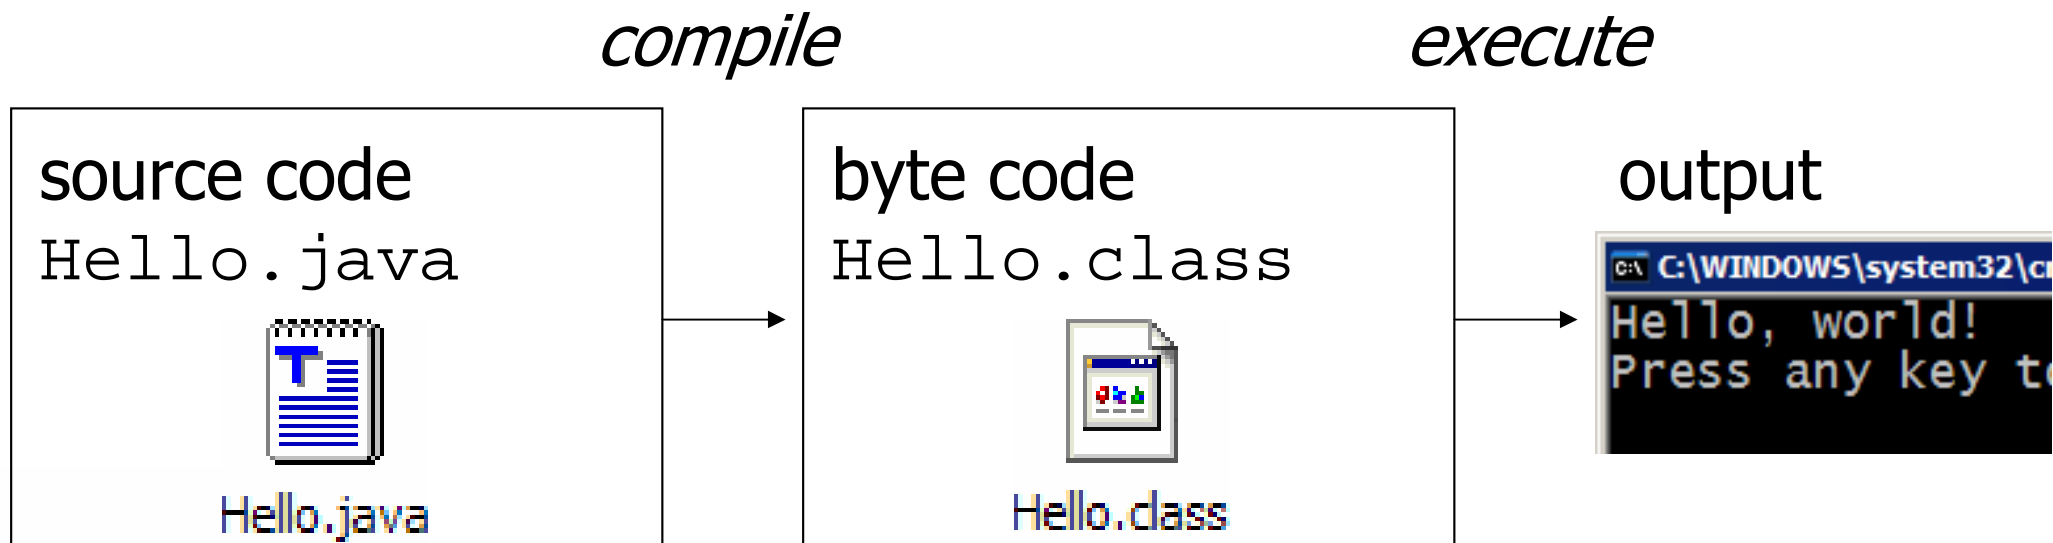 compile
execute
source code
Hello.java
Hello.java
byte code
Hello.class
Hello.class
output
C:\WINDOWS\system32\
Hello, world!
Press any key